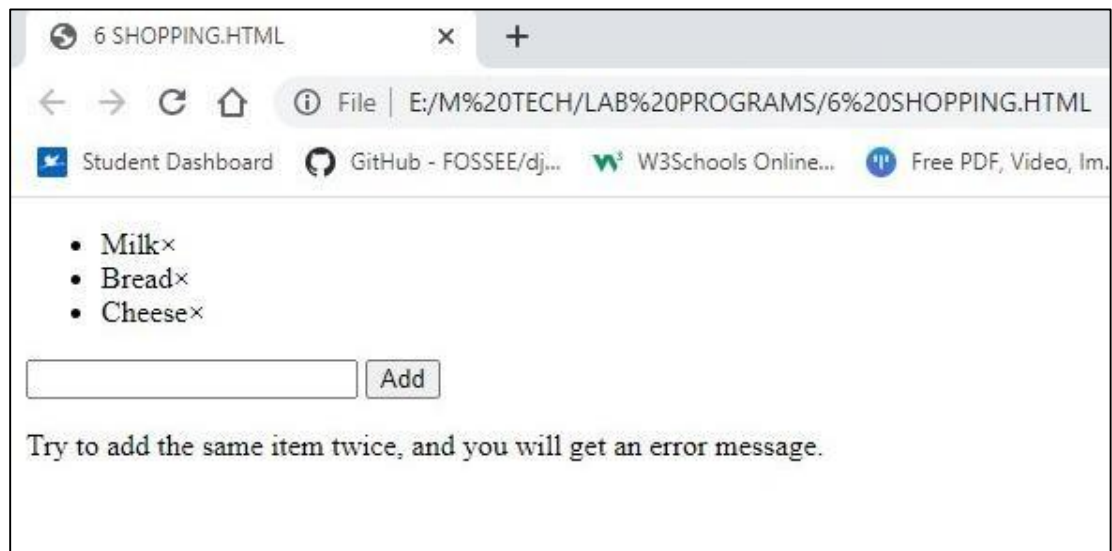 6 SHOPPING.HTML × +
File | E:/M%20TECH/LAB%20PROGRAMS/6%20SHOPPING.HTML
Student Dashboard GitHub - FOSSEE/dj... W3Schools Online... Free PDF, Video, Im.
• Milk×
• Bread×
• Cheese×
Add
Try to add the same item twice, and you will get an error message.